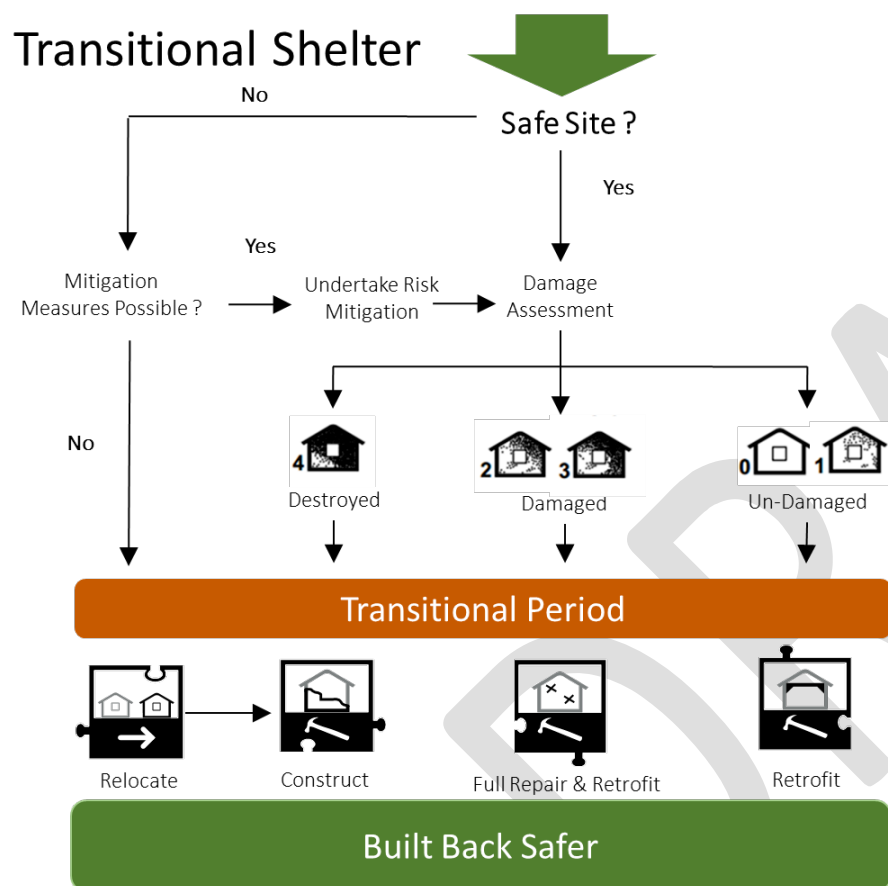 Transitional Shelter
No
Safe Site ?
Yes
Mitigation
Measures Possible ?
Yes
Undertake Risk
Mitigation
Damage
Assessment
No
4
2
3
0
1
Destroyed
Damaged
Un-Damaged
Transitional Period
Relocate
Construct
Full Repair & Retrofit
Retrofit
Built Back Safer